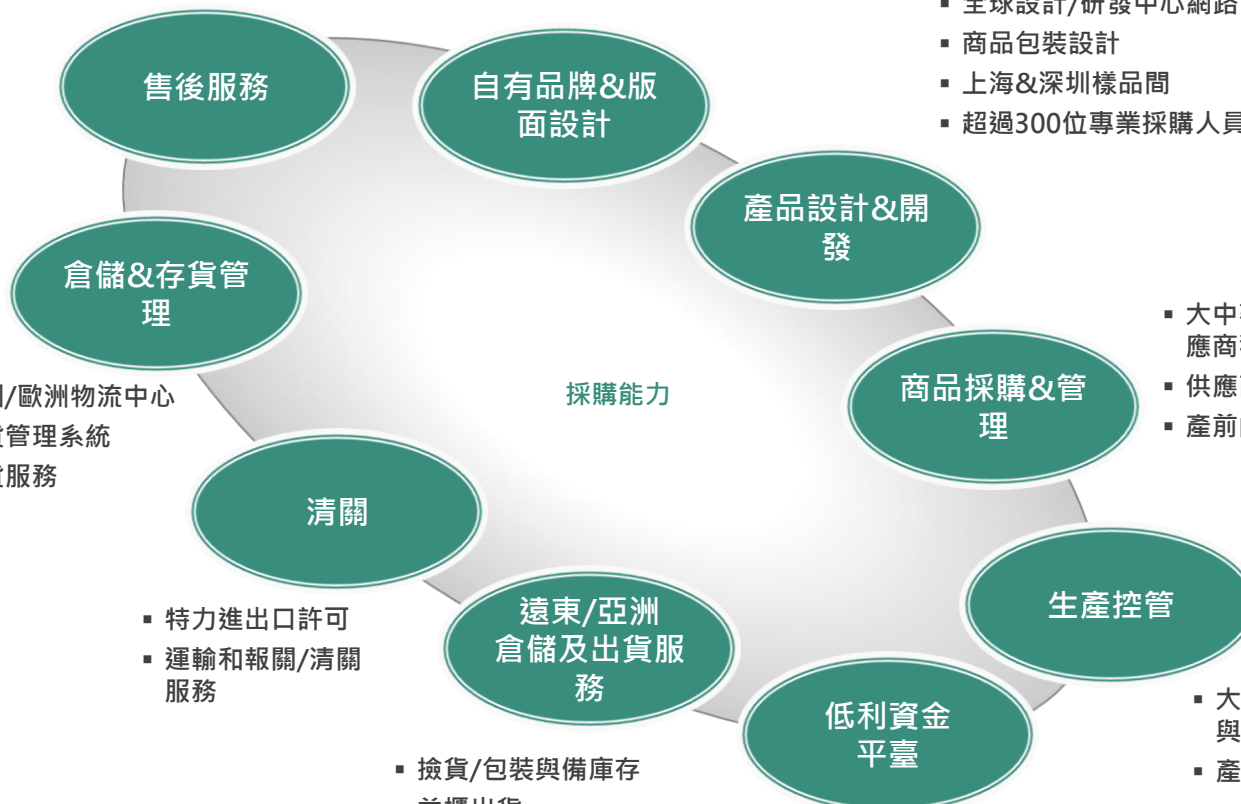 全球設計/研發中心網路
▪ 商品包裝設計
▪ 上海&深圳樣品間
▪ 超過300位專業採購人員
售後服務
自有品牌&版
面設計
產品設計&開
發
倉儲&存貨管
理
/歐洲物流中心
管理系統
服務
採購能力
商品採購&管
理
▪ 大中
應商
▪ 供應
▪ 產前
清關
▪ 特力進出口許可
▪ 運輸和報關/清關
服務
遠東/亞洲
倉儲及出貨服
務
生產控管
低利資金
平臺
▪ 大
與
▪ 產
▪ 撿貨/包裝與備庫存